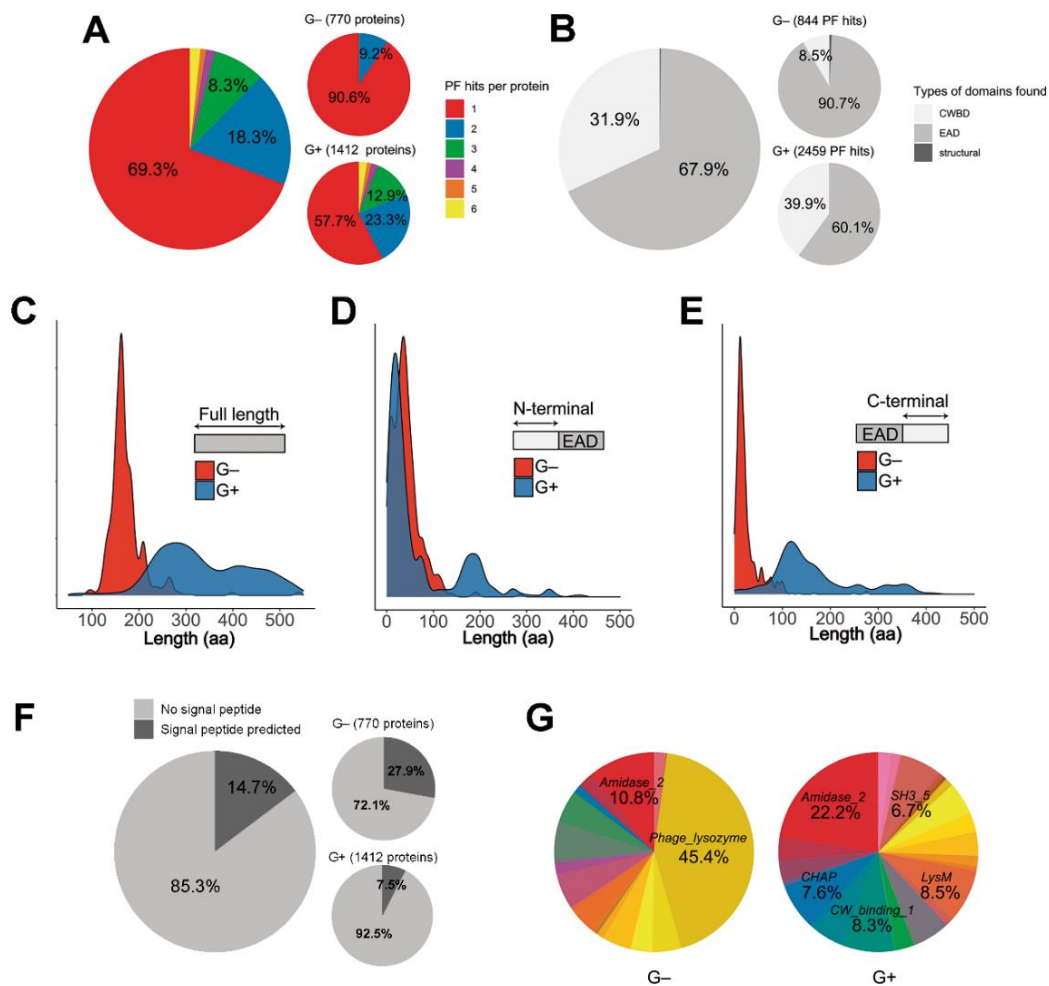 A
G– (770 proteins)
9.2%
90.6%
8.3%
18.3%
69.3%
G+ (1412 proteins)
12.9%
57.7%
23.3%
PF hits per protein
1
2
3
4
5
6
B
G– (844 PF hits)
8.5%
90.7%
31.9%
67.9%
G+ (2459 PF hits)
39.9%
60.1%
Types of domains found
CWBD
EAD
structural
C
Full length
G–
G+
100 200 300 400 500
Length (aa)
D
N-terminal
EAD
G–
G+
0 100 200 300 400 500
Length (aa)
E
C-terminal
EAD
G–
G+
0 100 200 300 400 500
Length (aa)
F
No signal peptide
Signal peptide predicted
14.7%
85.3%
G– (770 proteins)
27.9%
72.1%
G+ (1412 proteins)
7.5%
92.5%
G
Amidase_2
10.8%
Phage_lysozyme
45.4%
G–
Amidase_2
22.2%
SH3_5
6.7%
CHAP
7.6%
LysM
8.5%
CW_binding_1
8.3%
G+